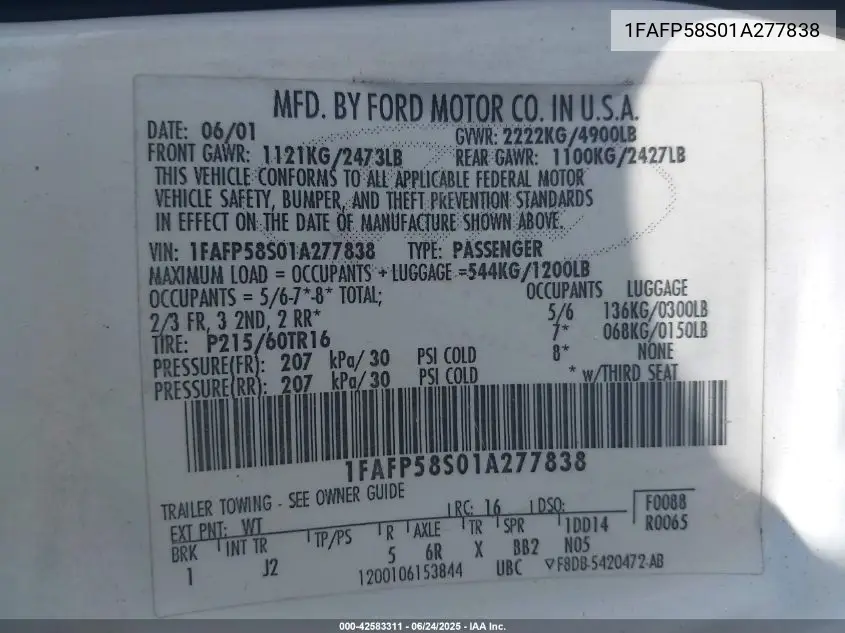 1FAFP58S01A277838
MFD. BY FORD MOTOR CO. IN U.S.A.
DATE: 06/01 GVWR: 2222KG/4900LB
FRONT GAWR: 1121KG/2473LB REAR GAWR: 1100KG/2427LB
THIS VEHICLE CONFORMS TO ALL APPLICABLE FEDERAL MOTOR
VEHICLE SAFETY, BUMPER, AND THEFT PREVENTION STANDARDS
IN EFFECT ON THE DATE OF MANUFACTURE SHOWN ABOVE.
VIN: 1FAFP58S01A277838 TYPE: PASSENGER
MAXIMUM LOAD = OCCUPANTS + LUGGAGE =544KG/1200LB
OCCUPANTS = 5/6-7*-8* TOTAL; OCCUPANTS LUGGAGE
2/3 FR, 3 2ND, 2 RR* 5/6 136KG/0300LB
TIRE: P215/60TR16 7* 068KG/0150LB
PRESSURE(FR): 207 kPa/ 30 PSI COLD 8* NONE
PRESSURE(RR): 207 kPa/ 30 PSI COLD * w/THIRD SEAT
1FAFP58S01A277838
TRAILER TOWING - SEE OWNER GUIDE
EXT PNT: WT RC: 16 DSO: F0088
BRK INT TR TP/PS R AXLE TR SPR 1DD14 R0065
1 J2 5 6R X BB2 N05
1200106153844 UBC F8DB-5420472-AB
000-42583311 - 06/24/2025 - IAA Inc.